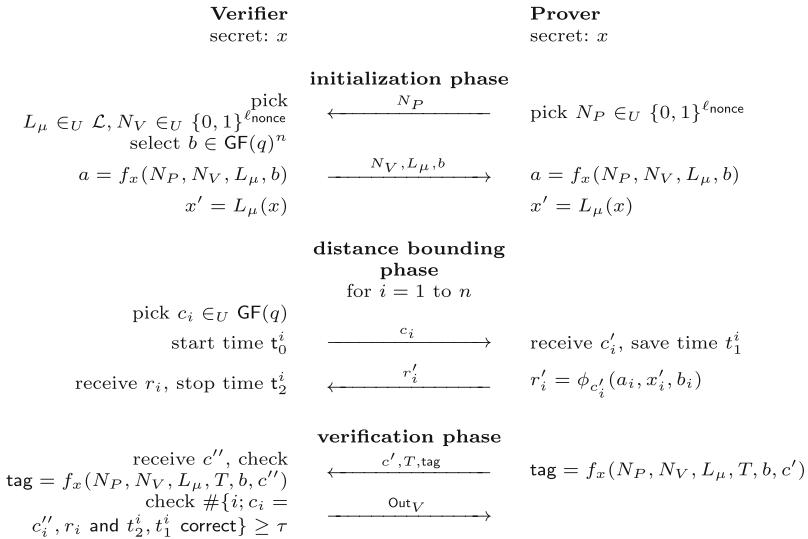 Verifier Prover
secret: x secret: x
initialization phase
pick
L_μ ∈_U ℒ, N_V ∈_U {0, 1}^{ℓ_nonce} N_P pick N_P ∈_U {0, 1}^{ℓ_nonce}
select b ∈ GF(q)^n
a = f_x(N_P, N_V, L_μ, b) N_V, L_μ, b a = f_x(N_P, N_V, L_μ, b)
x′ = L_μ(x) x′ = L_μ(x)
distance bounding
phase
for i = 1 to n
pick c_i ∈_U GF(q)
start time t_0^i c_i receive c′_i, save time t_1^i
receive r_i, stop time t_2^i r′_i r′_i = ϕ_{c′_i}(a_i, x′_i, b_i)
verification phase
receive c″, check c′, T, tag tag = f_x(N_P, N_V, L_μ, T, b, c′)
tag = f_x(N_P, N_V, L_μ, T, b, c″)
check #{i; c_i = Out_V
c″_i, r_i and t_2^i, t_1^i correct} ≥ τ